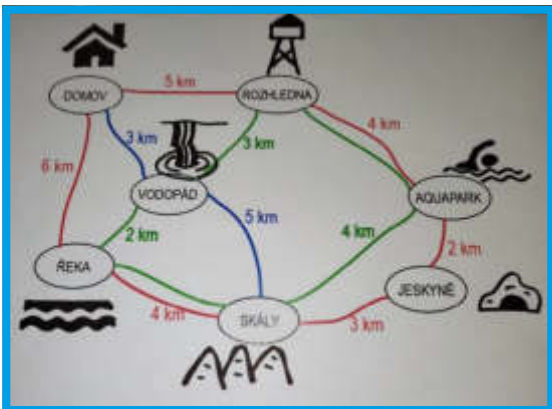 5 km
DOMOV
ROZHLEDNA
3 km
3 km
4 km
6 km
VODOPÁD
AQUAPARK
2 km
5 km
4 km
ŘEKA
2 km
JESKYNĚ
4 km
SKÁLY
3 km